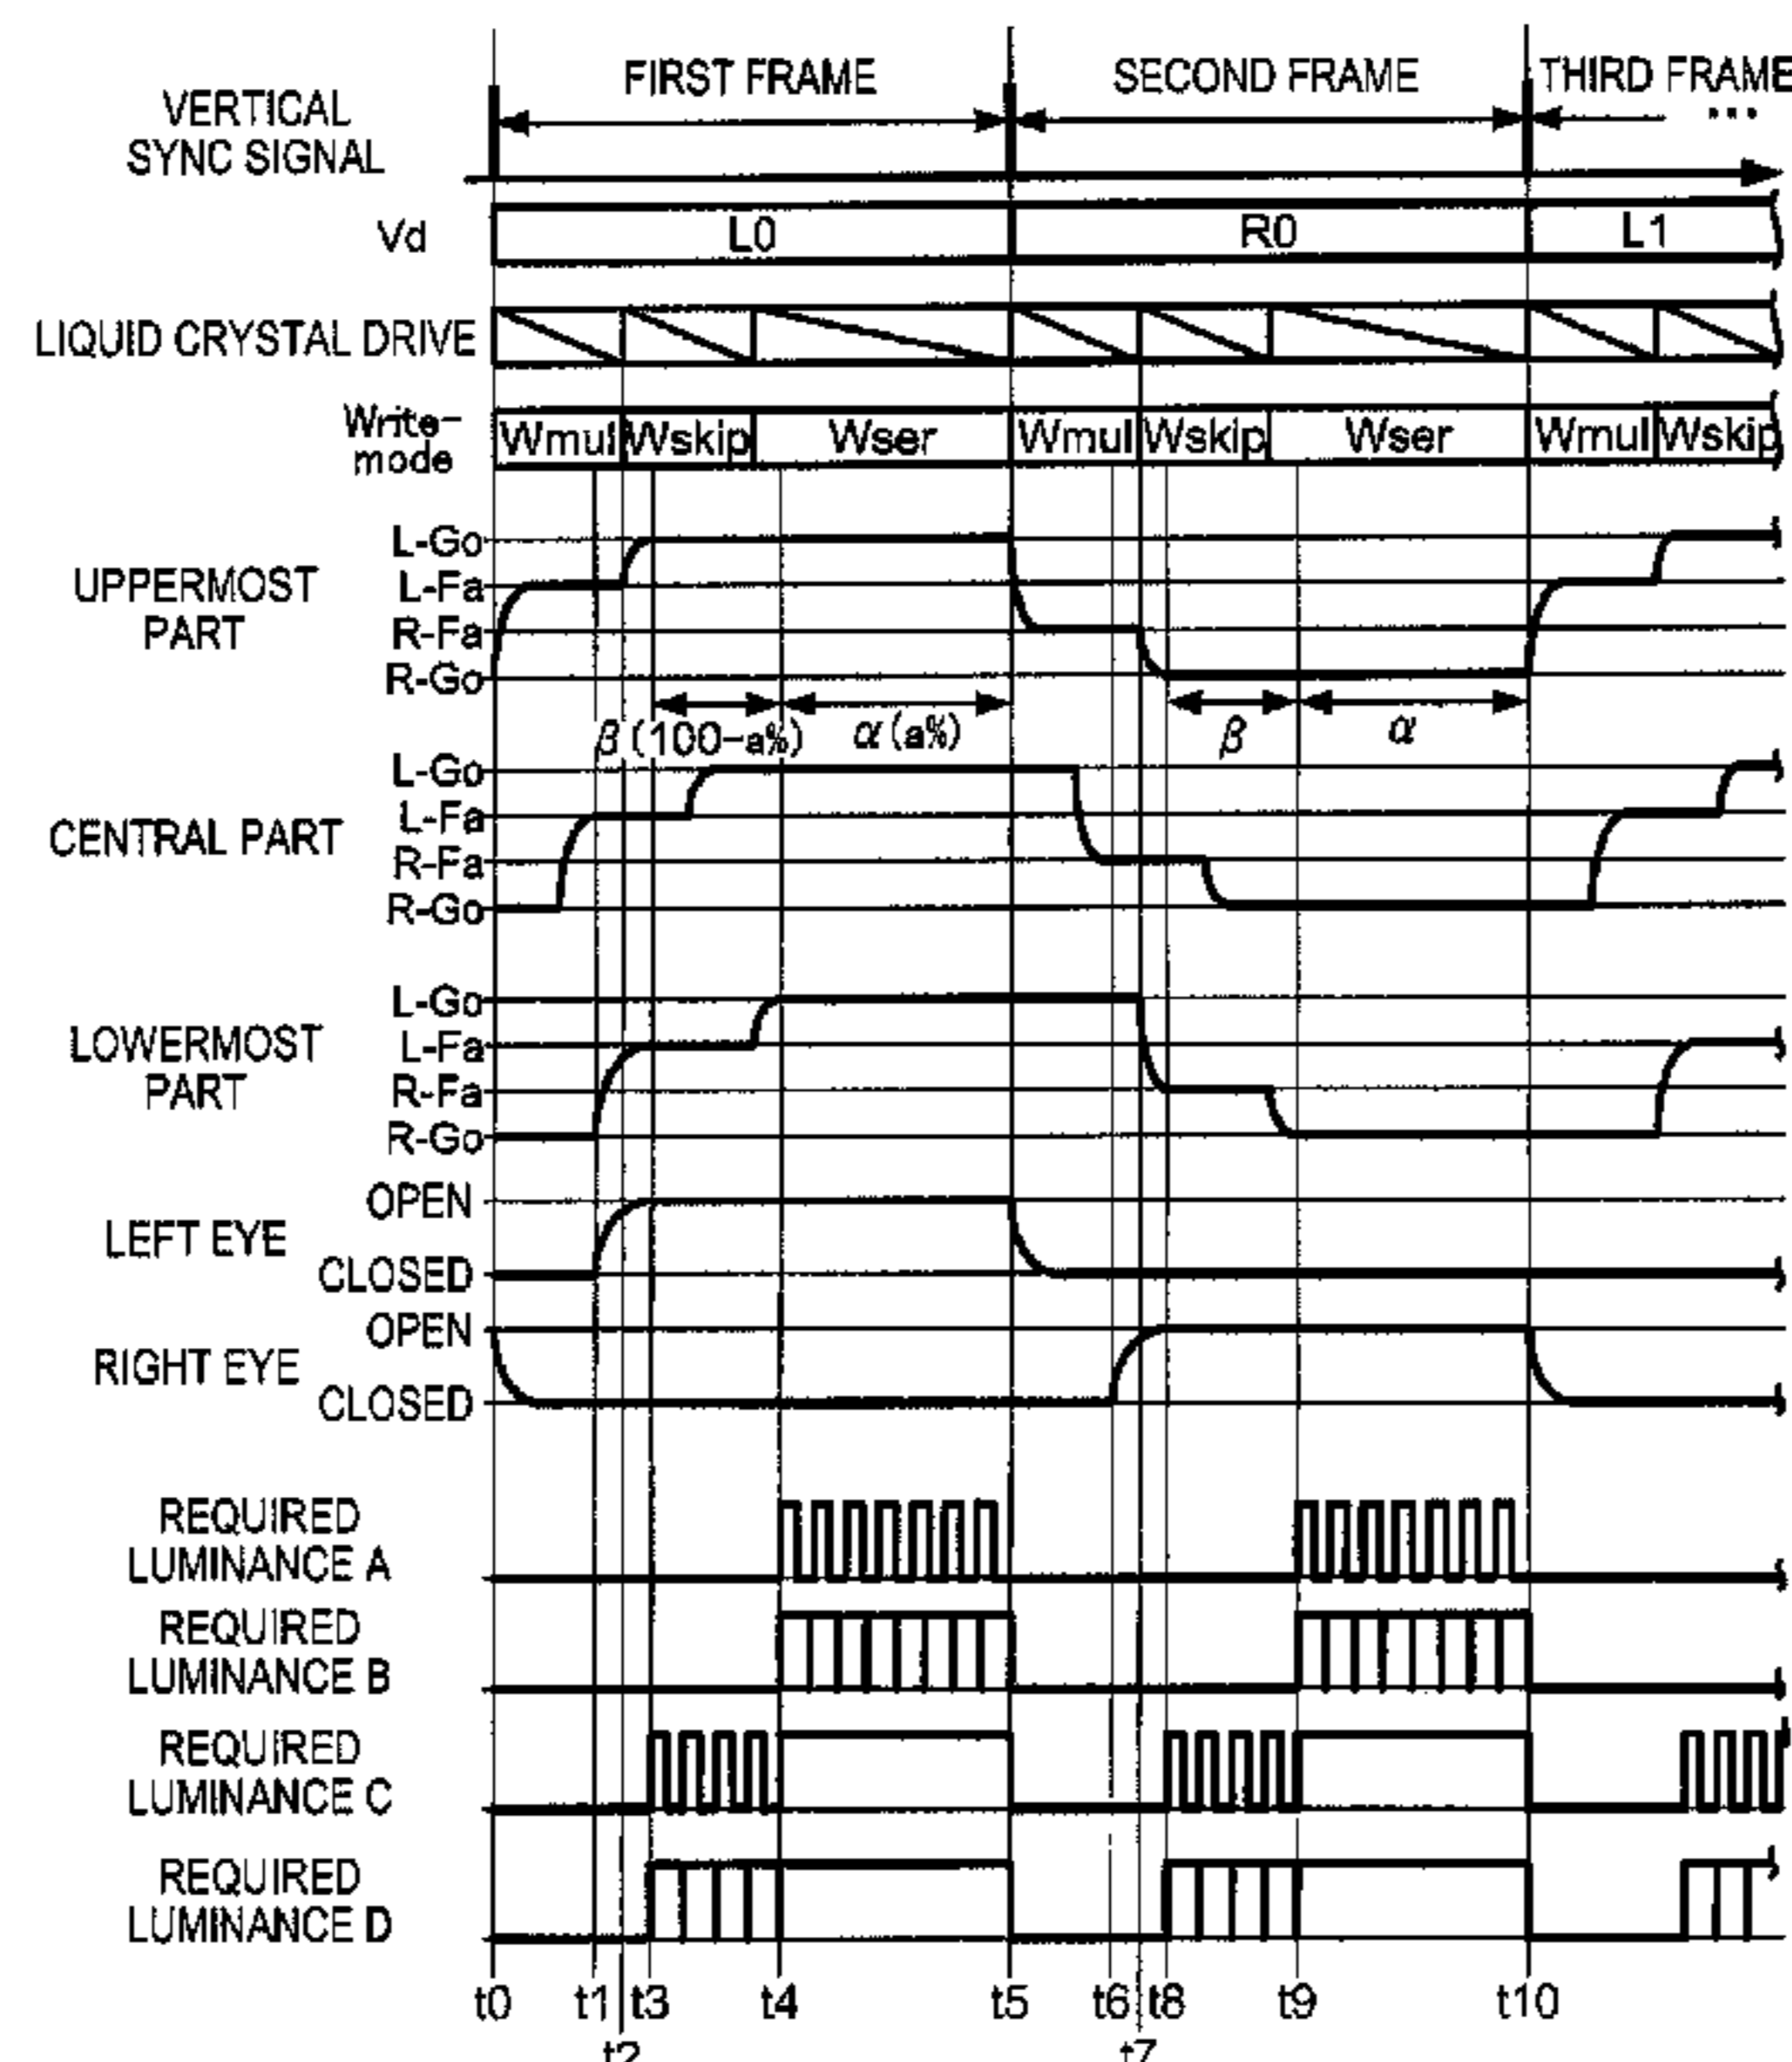 FIRST FRAME
SECOND FRAME
THIRD FRAME
...
VERTICAL
SYNC SIGNAL
Vd
L0
R0
L1
LIQUID CRYSTAL DRIVE
Write-
mode
Wmul
Wskip
Wser
Wmul
Wskip
Wser
Wmul
Wskip
UPPERMOST
PART
L-Go
L-Fa
R-Fa
R-Go
β(100-a%)
α(a%)
β
α
CENTRAL PART
L-Go
L-Fa
R-Fa
R-Go
LOWERMOST
PART
L-Go
L-Fa
R-Fa
R-Go
LEFT EYE
OPEN
CLOSED
RIGHT EYE
OPEN
CLOSED
REQUIRED
LUMINANCE A
REQUIRED
LUMINANCE B
REQUIRED
LUMINANCE C
REQUIRED
LUMINANCE D
t0
t1
t3
t4
t5
t6
t8
t9
t10
t2
t7